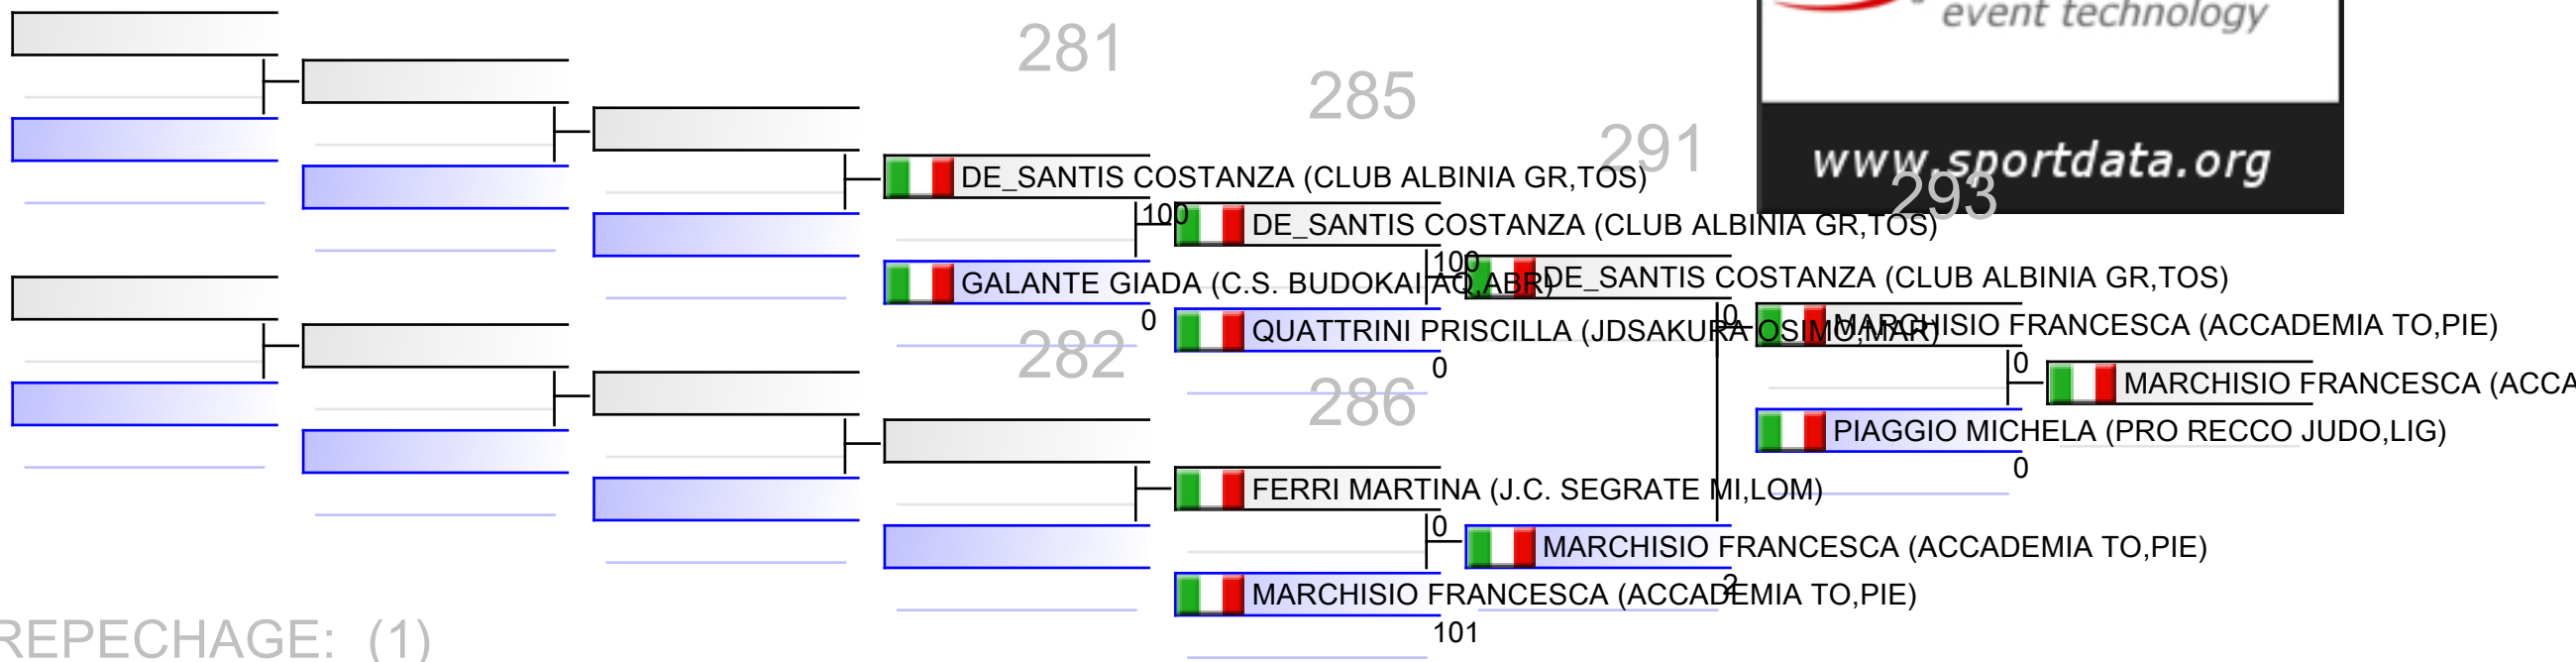 event technology
281
285
291
www.sportdata.org
293
DE_SANTIS COSTANZA (CLUB ALBINIA GR,TOS)
100
DE_SANTIS COSTANZA (CLUB ALBINIA GR,TOS)
100
DE_SANTIS COSTANZA (CLUB ALBINIA GR,TOS)
GALANTE GIADA (C.S. BUDOKAI AQ,ABR)
0
0
MARCHISIO FRANCESCA (ACCADEMIA TO,PIE)
QUATTRINI PRISCILLA (JDSAKURA OSIMO,MAR)
282
0
0
MARCHISIO FRANCESCA (ACCA
286
PIAGGIO MICHELA (PRO RECCO JUDO,LIG)
0
FERRI MARTINA (J.C. SEGRATE MI,LOM)
0
MARCHISIO FRANCESCA (ACCADEMIA TO,PIE)
2
MARCHISIO FRANCESCA (ACCADEMIA TO,PIE)
101
REPECHAGE: (1)